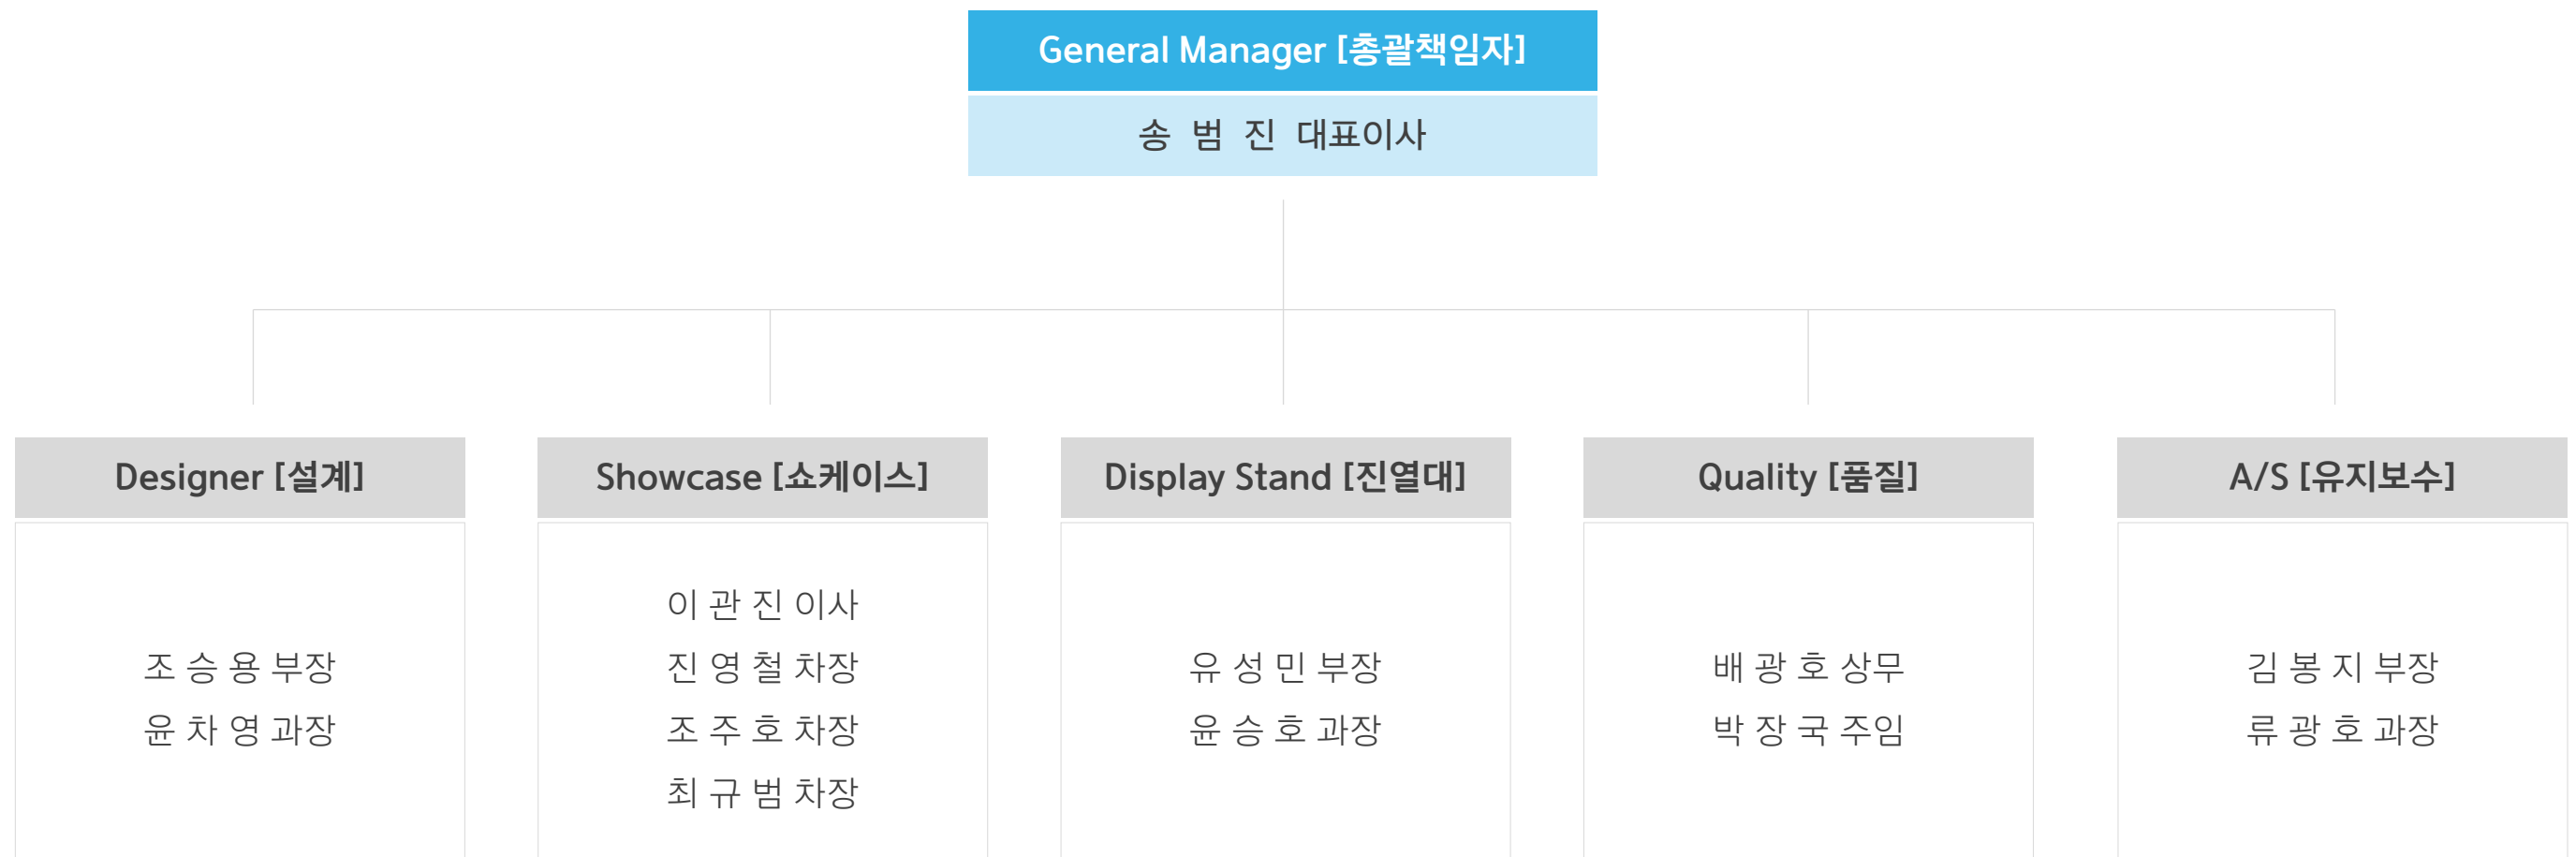 General Manager [총괄책임자]
송 범 진 대표이사
Designer [설계]
조 승 용 부장
윤 차 영 과장
Showcase [쇼케이스]
이 관 진 이사
진 영 철 차장
조 주 호 차장
최 규 범 차장
Display Stand [진열대]
유 성 민 부장
윤 승 호 과장
Quality [품질]
배 광 호 상무
박 장 국 주임
A/S [유지보수]
김 봉 지 부장
류 광 호 과장